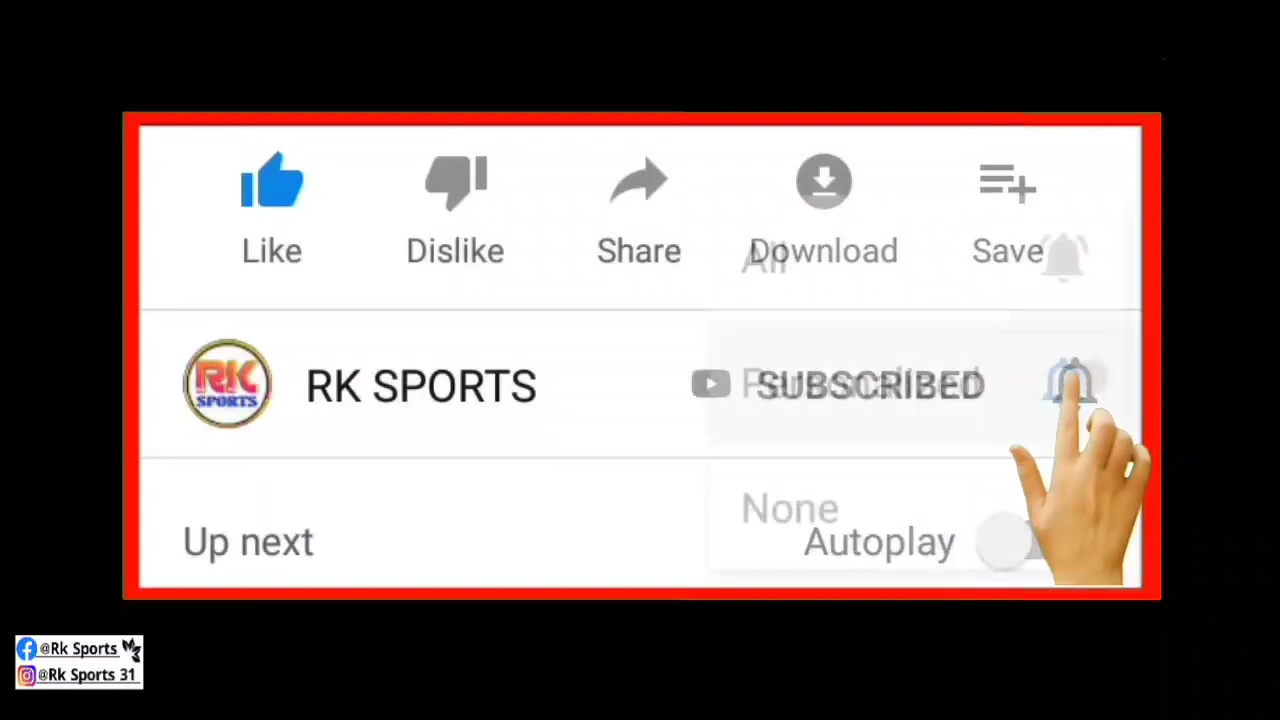 Like Dislike Share Download Save
All
RK SPORTS
RK SPORTS SUBSCRIBED
Personalized
None
Up next Autoplay
@Rk Sports
@Rk Sports 31